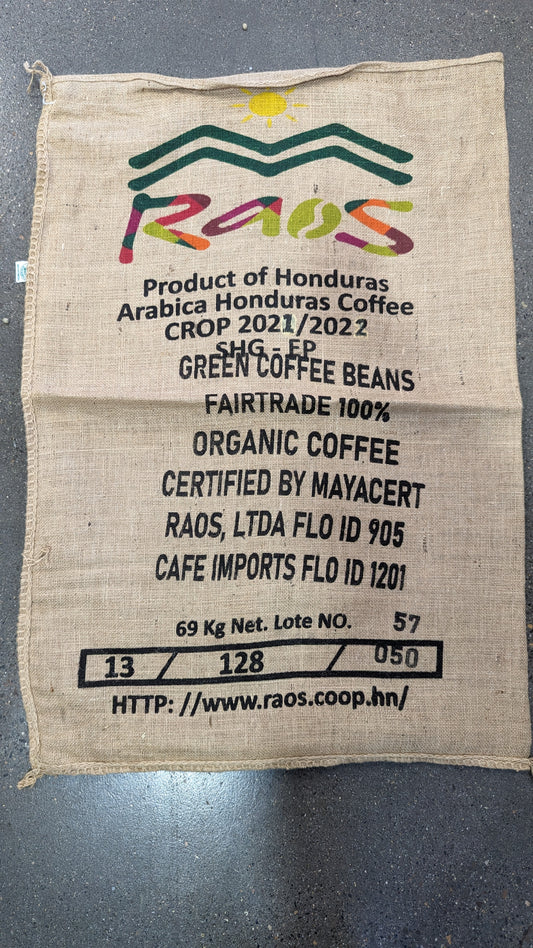 RAOS
Product of Honduras
Arabica Honduras Coffee
CROP 2021/2022
SHG - EP
GREEN COFFEE BEANS
FAIRTRADE 100%
ORGANIC COFFEE
CERTIFIED BY MAYACERT
RAOS, LTDA FLO ID 905
CAFE IMPORTS FLO ID 1201
69 Kg Net. Lote NO. 57
13 / 128 / 050
HTTP: //www.raos.coop.hn/